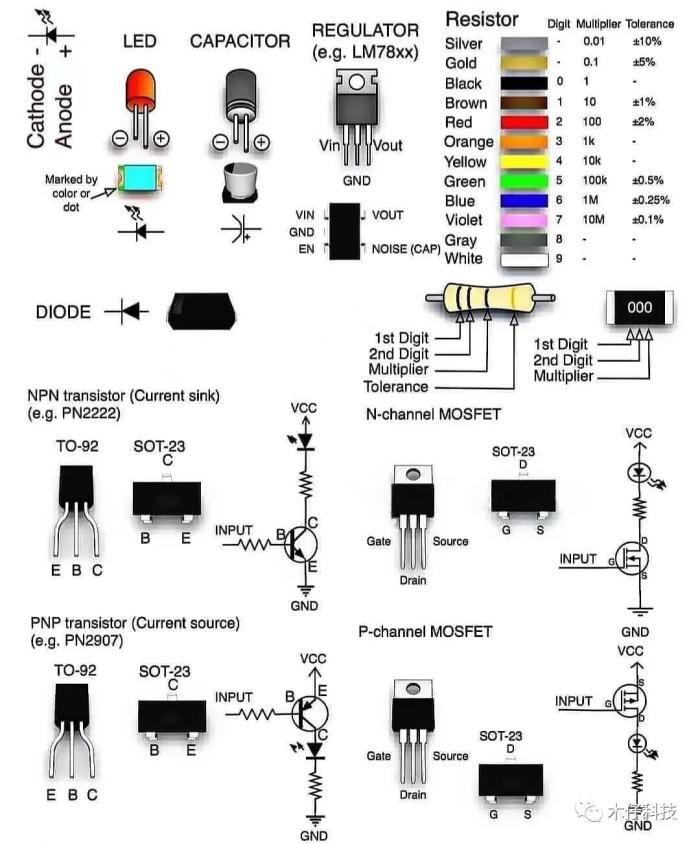 Cathode - 
Anode +
LED
CAPACITOR
REGULATOR
(e.g. LM78xx)
Marked by
color or
dot
Vin
Vout
GND
VIN
GND
EN
VOUT
NOISE (CAP)
Resistor
Digit Multiplier Tolerance
Silver - 0.01 ±10%
Gold - 0.1 ±5%
Black 0 1 -
Brown 1 10 ±1%
Red 2 100 ±2%
Orange 3 1k -
Yellow 4 10k -
Green 5 100k ±0.5%
Blue 6 1M ±0.25%
Violet 7 10M ±0.1%
Gray 8 - -
White 9 - -
DIODE
1st Digit
2nd Digit
Multiplier
Tolerance
000
1st Digit
2nd Digit
Multiplier
NPN transistor (Current sink)
(e.g. PN2222)
TO-92
E B C
SOT-23
C
B E
VCC
INPUT
B
C
E
GND
N-channel MOSFET
Gate
Source
Drain
SOT-23
D
G S
VCC
INPUT
G
D
S
GND
PNP transistor (Current source)
(e.g. PN2907)
TO-92
E B C
SOT-23
C
B E
VCC
INPUT
B
E
C
GND
P-channel MOSFET
Gate
Source
Drain
SOT-23
D
G S
VCC
INPUT
G
S
D
GND
木仔科技